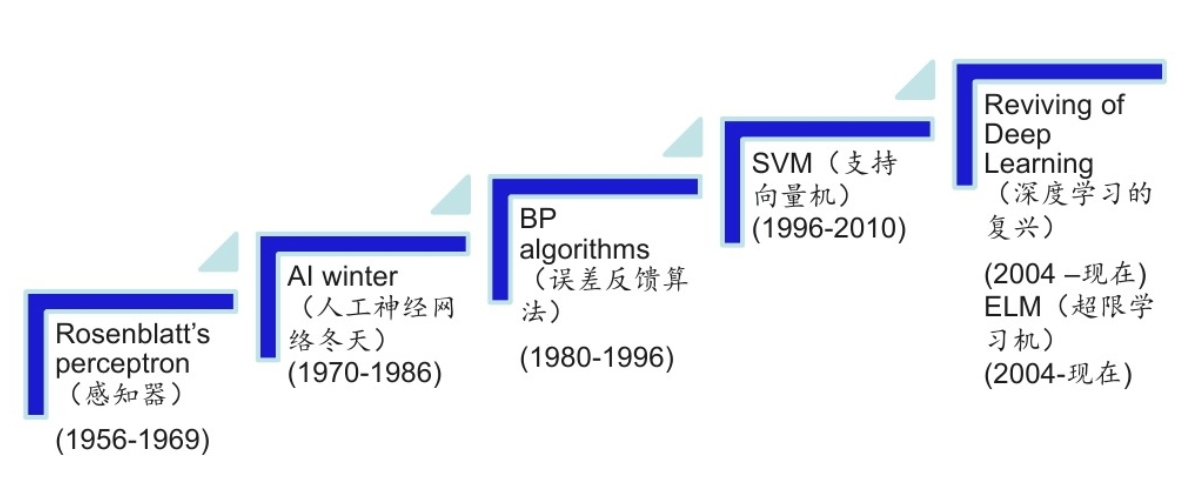 Rosenblatt's
perceptron
（感知器）
(1956-1969)
AI winter
（人工神经网
络冬天）
(1970-1986)
BP
algorithms
（误差反馈算
法）
(1980-1996)
SVM（支持
向量机）
(1996-2010)
Reviving of
Deep
Learning
（深度学习的
复兴）
(2004 –现在)
ELM（超限学
习机）
(2004-现在)